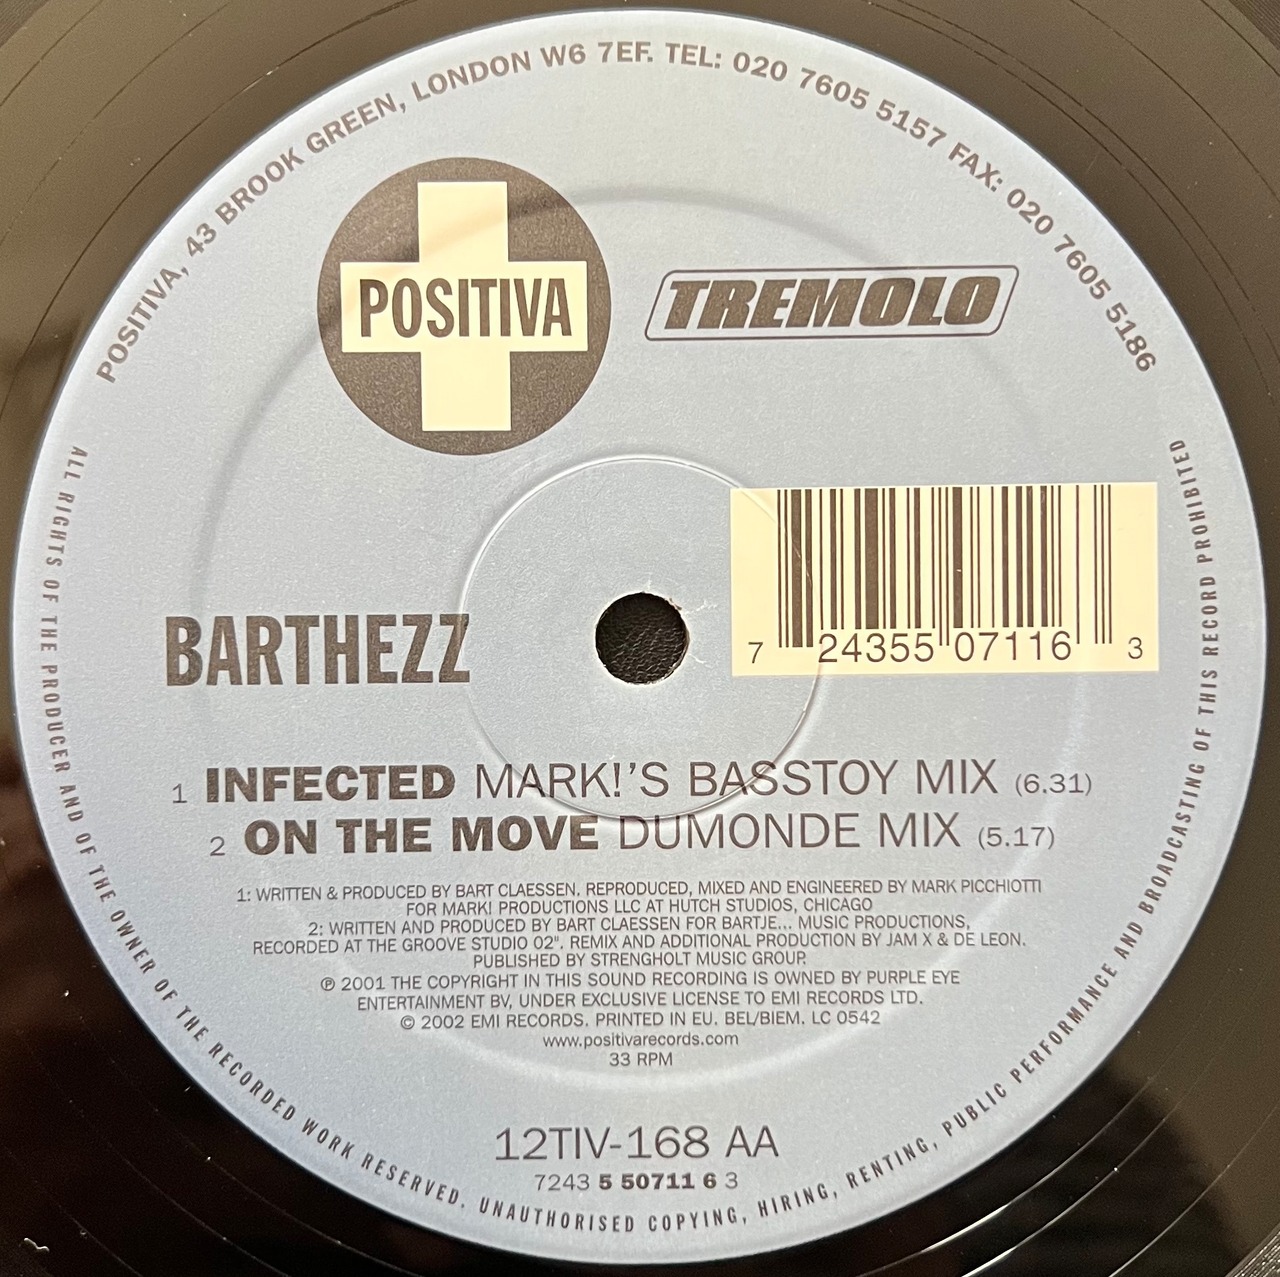 POSITIVA, 43 BROOK GREEN, LONDON W6 7EF. TEL: 020 7605 5157 FAX: 020 7605 5186
POSITIVA
TREMOLO
7 24355 07116 3
BARTHEZZ
1 INFECTED MARK!'S BASSTOY MIX (6.31)
2 ON THE MOVE DUMONDE MIX (5.17)
1: WRITTEN & PRODUCED BY BART CLAESSEN. REPRODUCED, MIXED AND ENGINEERED BY MARK PICCHIOTTI
FOR MARK! PRODUCTIONS LLC AT HUTCH STUDIOS, CHICAGO
2: WRITTEN AND PRODUCED BY BART CLAESSEN FOR BARTJE... MUSIC PRODUCTIONS,
RECORDED AT THE GROOVE STUDIO 02". REMIX AND ADDITIONAL PRODUCTION BY JAM X & DE LEON.
PUBLISHED BY STRENGHOLT MUSIC GROUP.
℗ 2001 THE COPYRIGHT IN THIS SOUND RECORDING IS OWNED BY PURPLE EYE
ENTERTAINMENT BV, UNDER EXCLUSIVE LICENSE TO EMI RECORDS LTD.
© 2002 EMI RECORDS. PRINTED IN EU. BEL/BIEM. LC 0542
www.positivarecords.com
33 RPM
12TIV-168 AA
7243 5 50711 6 3
ALL RIGHTS OF THE PRODUCER AND OF THE OWNER OF THE RECORDED WORK RESERVED. UNAUTHORISED COPYING, HIRING, RENTING, PUBLIC PERFORMANCE AND BROADCASTING OF THIS RECORD PROHIBITED